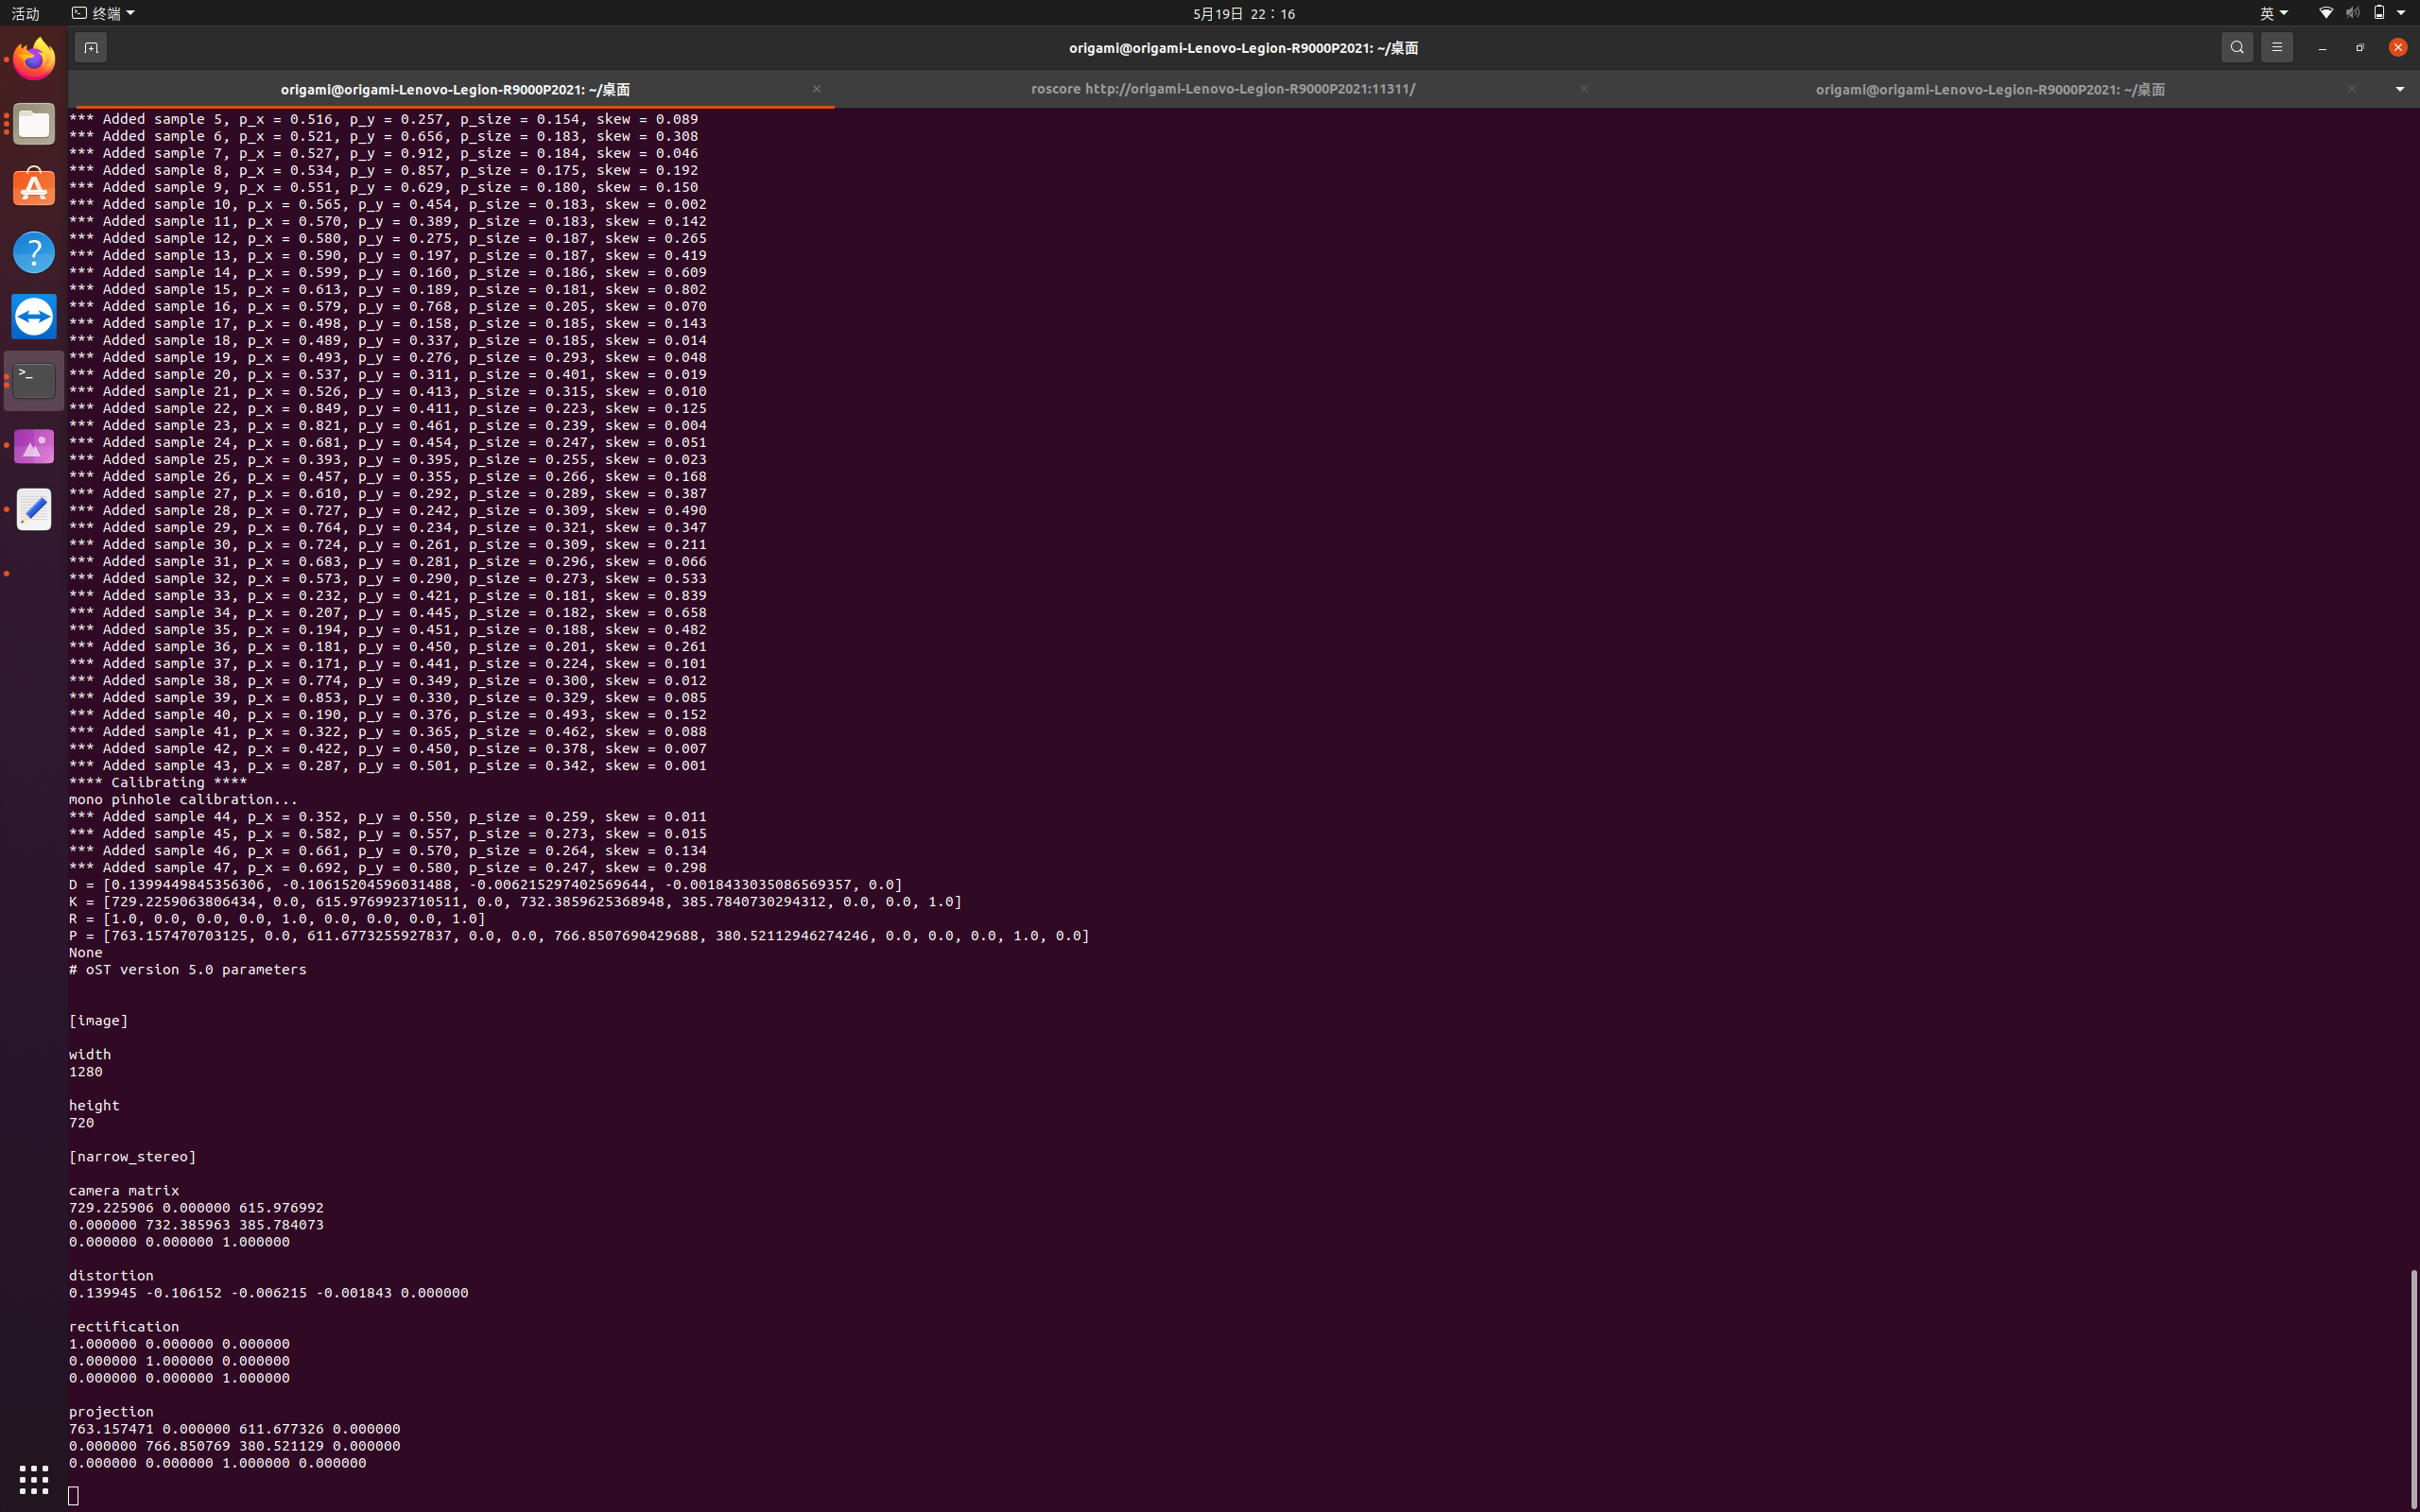 活动
终端
5月19日 22：16
英
origami@origami-Lenovo-Legion-R9000P2021: ~/桌面
origami@origami-Lenovo-Legion-R9000P2021: ~/桌面
roscore http://origami-Lenovo-Legion-R9000P2021:11311/
origami@origami-Lenovo-Legion-R9000P2021: ~/桌面
*** Added sample 5, p_x = 0.516, p_y = 0.257, p_size = 0.154, skew = 0.089
*** Added sample 6, p_x = 0.521, p_y = 0.656, p_size = 0.183, skew = 0.308
*** Added sample 7, p_x = 0.527, p_y = 0.912, p_size = 0.184, skew = 0.046
*** Added sample 8, p_x = 0.534, p_y = 0.857, p_size = 0.175, skew = 0.192
*** Added sample 9, p_x = 0.551, p_y = 0.629, p_size = 0.180, skew = 0.150
*** Added sample 10, p_x = 0.565, p_y = 0.454, p_size = 0.183, skew = 0.002
*** Added sample 11, p_x = 0.570, p_y = 0.389, p_size = 0.183, skew = 0.142
*** Added sample 12, p_x = 0.580, p_y = 0.275, p_size = 0.187, skew = 0.265
*** Added sample 13, p_x = 0.590, p_y = 0.197, p_size = 0.187, skew = 0.419
*** Added sample 14, p_x = 0.599, p_y = 0.160, p_size = 0.186, skew = 0.609
*** Added sample 15, p_x = 0.613, p_y = 0.189, p_size = 0.181, skew = 0.802
*** Added sample 16, p_x = 0.579, p_y = 0.768, p_size = 0.205, skew = 0.070
*** Added sample 17, p_x = 0.498, p_y = 0.158, p_size = 0.185, skew = 0.143
*** Added sample 18, p_x = 0.489, p_y = 0.337, p_size = 0.185, skew = 0.014
*** Added sample 19, p_x = 0.493, p_y = 0.276, p_size = 0.293, skew = 0.048
*** Added sample 20, p_x = 0.537, p_y = 0.311, p_size = 0.401, skew = 0.019
*** Added sample 21, p_x = 0.526, p_y = 0.413, p_size = 0.315, skew = 0.010
*** Added sample 22, p_x = 0.849, p_y = 0.411, p_size = 0.223, skew = 0.125
*** Added sample 23, p_x = 0.821, p_y = 0.461, p_size = 0.239, skew = 0.004
*** Added sample 24, p_x = 0.681, p_y = 0.454, p_size = 0.247, skew = 0.051
*** Added sample 25, p_x = 0.393, p_y = 0.395, p_size = 0.255, skew = 0.023
*** Added sample 26, p_x = 0.457, p_y = 0.355, p_size = 0.266, skew = 0.168
*** Added sample 27, p_x = 0.610, p_y = 0.292, p_size = 0.289, skew = 0.387
*** Added sample 28, p_x = 0.727, p_y = 0.242, p_size = 0.309, skew = 0.490
*** Added sample 29, p_x = 0.764, p_y = 0.234, p_size = 0.321, skew = 0.347
*** Added sample 30, p_x = 0.724, p_y = 0.261, p_size = 0.309, skew = 0.211
*** Added sample 31, p_x = 0.683, p_y = 0.281, p_size = 0.296, skew = 0.066
*** Added sample 32, p_x = 0.573, p_y = 0.290, p_size = 0.273, skew = 0.533
*** Added sample 33, p_x = 0.232, p_y = 0.421, p_size = 0.181, skew = 0.839
*** Added sample 34, p_x = 0.207, p_y = 0.445, p_size = 0.182, skew = 0.658
*** Added sample 35, p_x = 0.194, p_y = 0.451, p_size = 0.188, skew = 0.482
*** Added sample 36, p_x = 0.181, p_y = 0.450, p_size = 0.201, skew = 0.261
*** Added sample 37, p_x = 0.171, p_y = 0.441, p_size = 0.224, skew = 0.101
*** Added sample 38, p_x = 0.774, p_y = 0.349, p_size = 0.300, skew = 0.012
*** Added sample 39, p_x = 0.853, p_y = 0.330, p_size = 0.329, skew = 0.085
*** Added sample 40, p_x = 0.190, p_y = 0.376, p_size = 0.493, skew = 0.152
*** Added sample 41, p_x = 0.322, p_y = 0.365, p_size = 0.462, skew = 0.088
*** Added sample 42, p_x = 0.422, p_y = 0.450, p_size = 0.378, skew = 0.007
*** Added sample 43, p_x = 0.287, p_y = 0.501, p_size = 0.342, skew = 0.001
**** Calibrating ****
mono pinhole calibration...
*** Added sample 44, p_x = 0.352, p_y = 0.550, p_size = 0.259, skew = 0.011
*** Added sample 45, p_x = 0.582, p_y = 0.557, p_size = 0.273, skew = 0.015
*** Added sample 46, p_x = 0.661, p_y = 0.570, p_size = 0.264, skew = 0.134
*** Added sample 47, p_x = 0.692, p_y = 0.580, p_size = 0.247, skew = 0.298
D = [0.1399449845356306, -0.10615204596031488, -0.006215297402569644, -0.0018433035086569357, 0.0]
K = [729.2259063806434, 0.0, 615.9769923710511, 0.0, 732.3859625368948, 385.7840730294312, 0.0, 0.0, 1.0]
R = [1.0, 0.0, 0.0, 0.0, 1.0, 0.0, 0.0, 0.0, 1.0]
P = [763.157470703125, 0.0, 611.6773255927837, 0.0, 0.0, 766.8507690429688, 380.52112946274246, 0.0, 0.0, 0.0, 1.0, 0.0]
None
# oST version 5.0 parameters
[image]
width
1280
height
720
[narrow_stereo]
camera matrix
729.225906 0.000000 615.976992
0.000000 732.385963 385.784073
0.000000 0.000000 1.000000
distortion
0.139945 -0.106152 -0.006215 -0.001843 0.000000
rectification
1.000000 0.000000 0.000000
0.000000 1.000000 0.000000
0.000000 0.000000 1.000000
projection
763.157471 0.000000 611.677326 0.000000
0.000000 766.850769 380.521129 0.000000
0.000000 0.000000 1.000000 0.000000